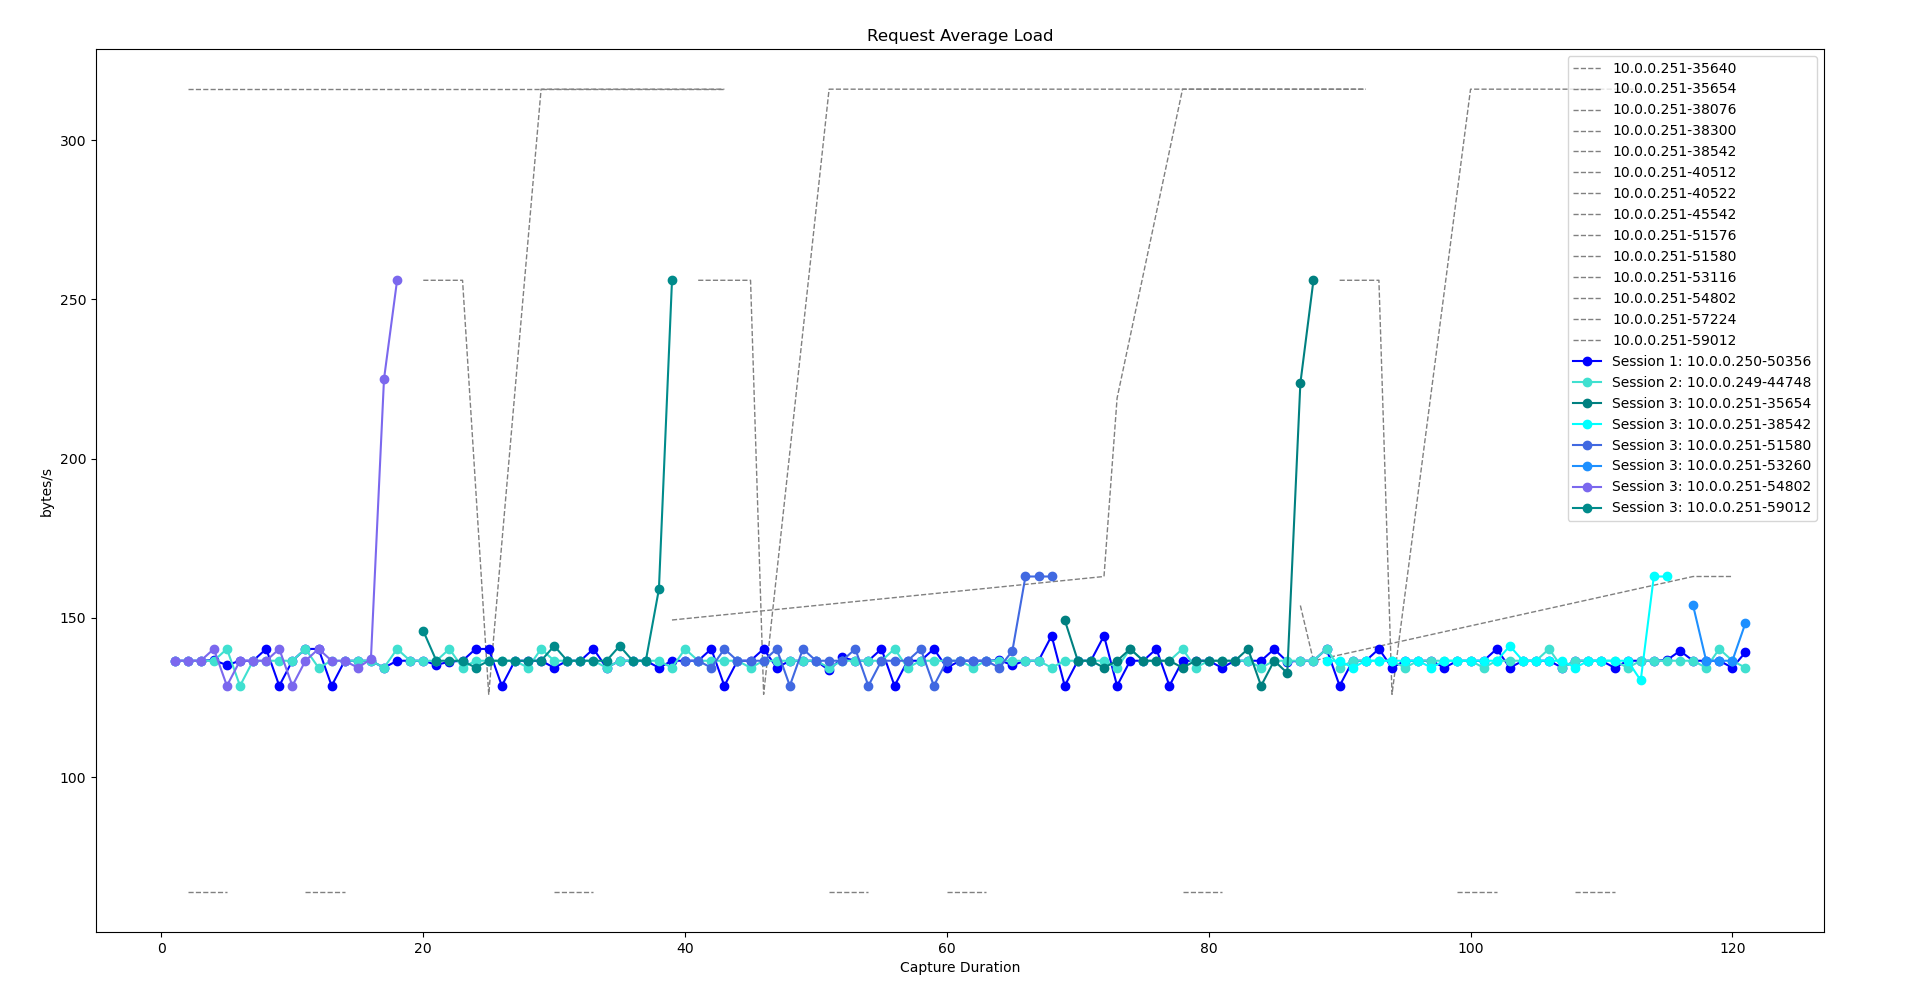 Request Average Load
300
250
200
150
100
bytes/s
0
20
40
60
80
100
120
Capture Duration
10.0.0.251-35640
10.0.0.251-35654
10.0.0.251-38076
10.0.0.251-38300
10.0.0.251-38542
10.0.0.251-40512
10.0.0.251-40522
10.0.0.251-45542
10.0.0.251-51576
10.0.0.251-51580
10.0.0.251-53116
10.0.0.251-54802
10.0.0.251-57224
10.0.0.251-59012
Session 1: 10.0.0.250-50356
Session 2: 10.0.0.249-44748
Session 3: 10.0.0.251-35654
Session 3: 10.0.0.251-38542
Session 3: 10.0.0.251-51580
Session 3: 10.0.0.251-53260
Session 3: 10.0.0.251-54802
Session 3: 10.0.0.251-59012